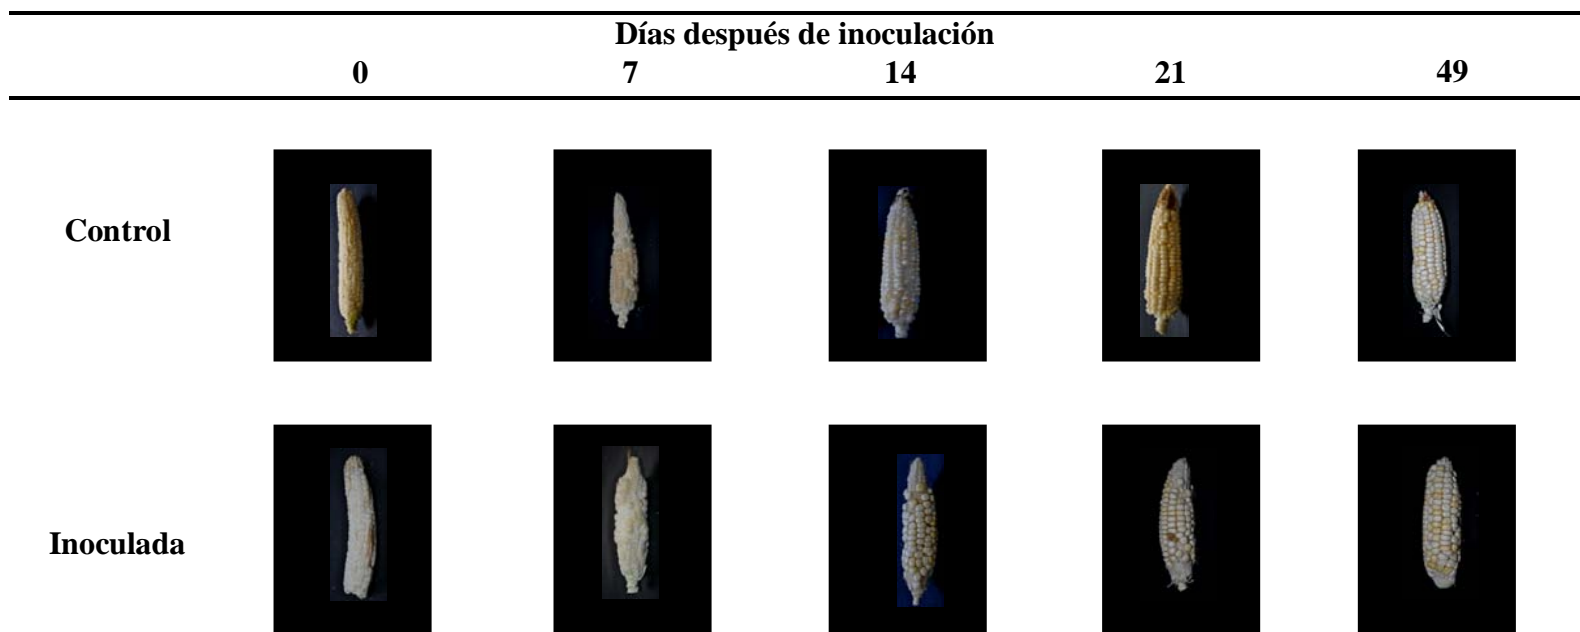 Días después de inoculación
0 7 14 21 49
Control
Inoculada